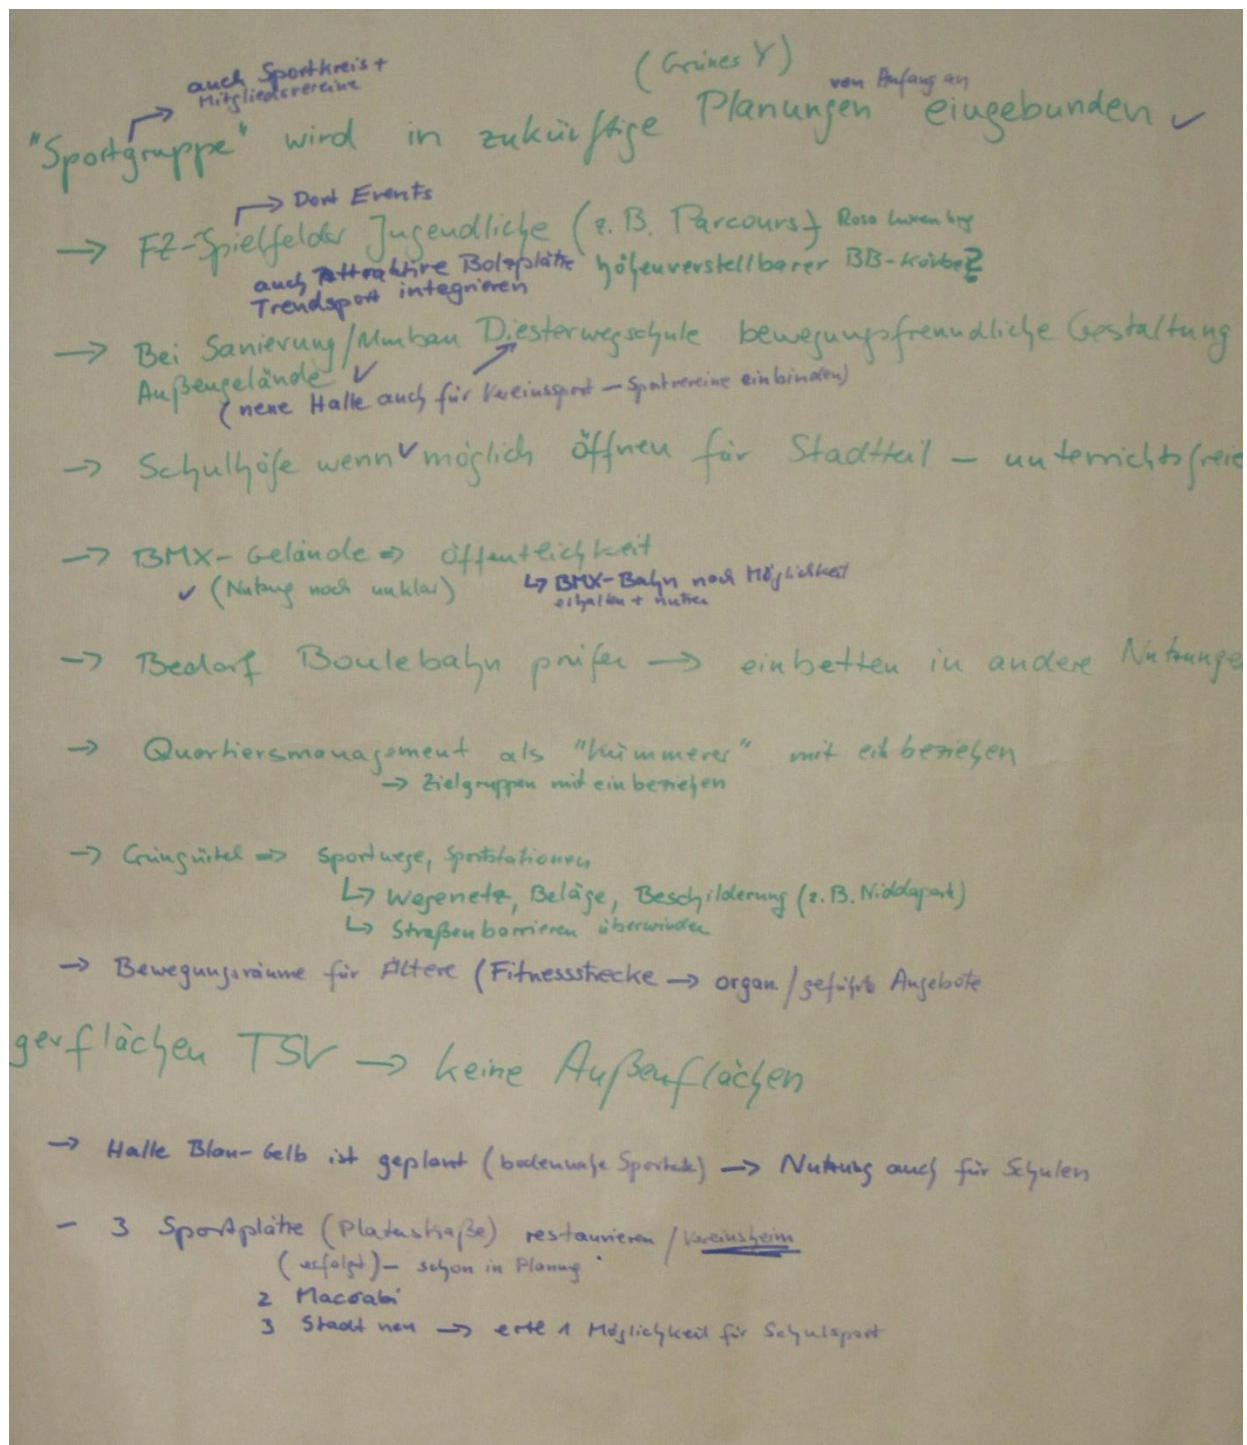 auch Sportkreis +
Mitgliedsvereine
(Grünes Y)
von Anfang an
"Sportgruppe" wird in zukünftige Planungen eingebunden ✓
→ Dort Events
→ FZ-Spielfelder Jugendliche (z.B. Parcours) Rosa Luxemburg
auch Attraktive Bolzplätze höhenverstellbarer BB-Körbe?
Trendsport integrieren
→ Bei Sanierung/Umbau Diesterwegschule bewegungsfreundliche Gestaltung
Außengelände ✓
(neue Halle auch für Vereinssport – Sportvereine einbinden)
→ Schulhöfe wenn ✓ möglich öffnen für Stadtteil – unterrichtsfreie
→ BMX-Gelände ⇒ Öffentlichkeit
✓ (Nutzung noch unklar) ↳ BMX-Bahn nach Möglichkeit
erhalten + nutzen
→ Bedarf Boulebahn prüfen → einbetten in andere Nutzunge
→ Quartiersmanagement als "Kümmerer" mit einbeziehen
→ Zielgruppen mit einbeziehen
→ Grüngürtel ⇒ Sportwege, Sportstationen
↳ Wegenetz, Beläge, Beschilderung (z.B. Niddapark)
↳ Straßenbarrieren überwinden
→ Bewegungsräume für Ältere (Fitnessstrecke → organ/geführte Angebote
gerflächen TSV → keine Außenflächen
→ Halle Blau-Gelb ist geplant (bodennahe) → Nutzung auch für Schulen
– 3 Sportplätze (Platenstraße) restaurieren / Vereinsheim
(erfolgt) – schon in Planung
2 Maccabi
3 Stadt neu → 1 Möglichkeit für Schulsport